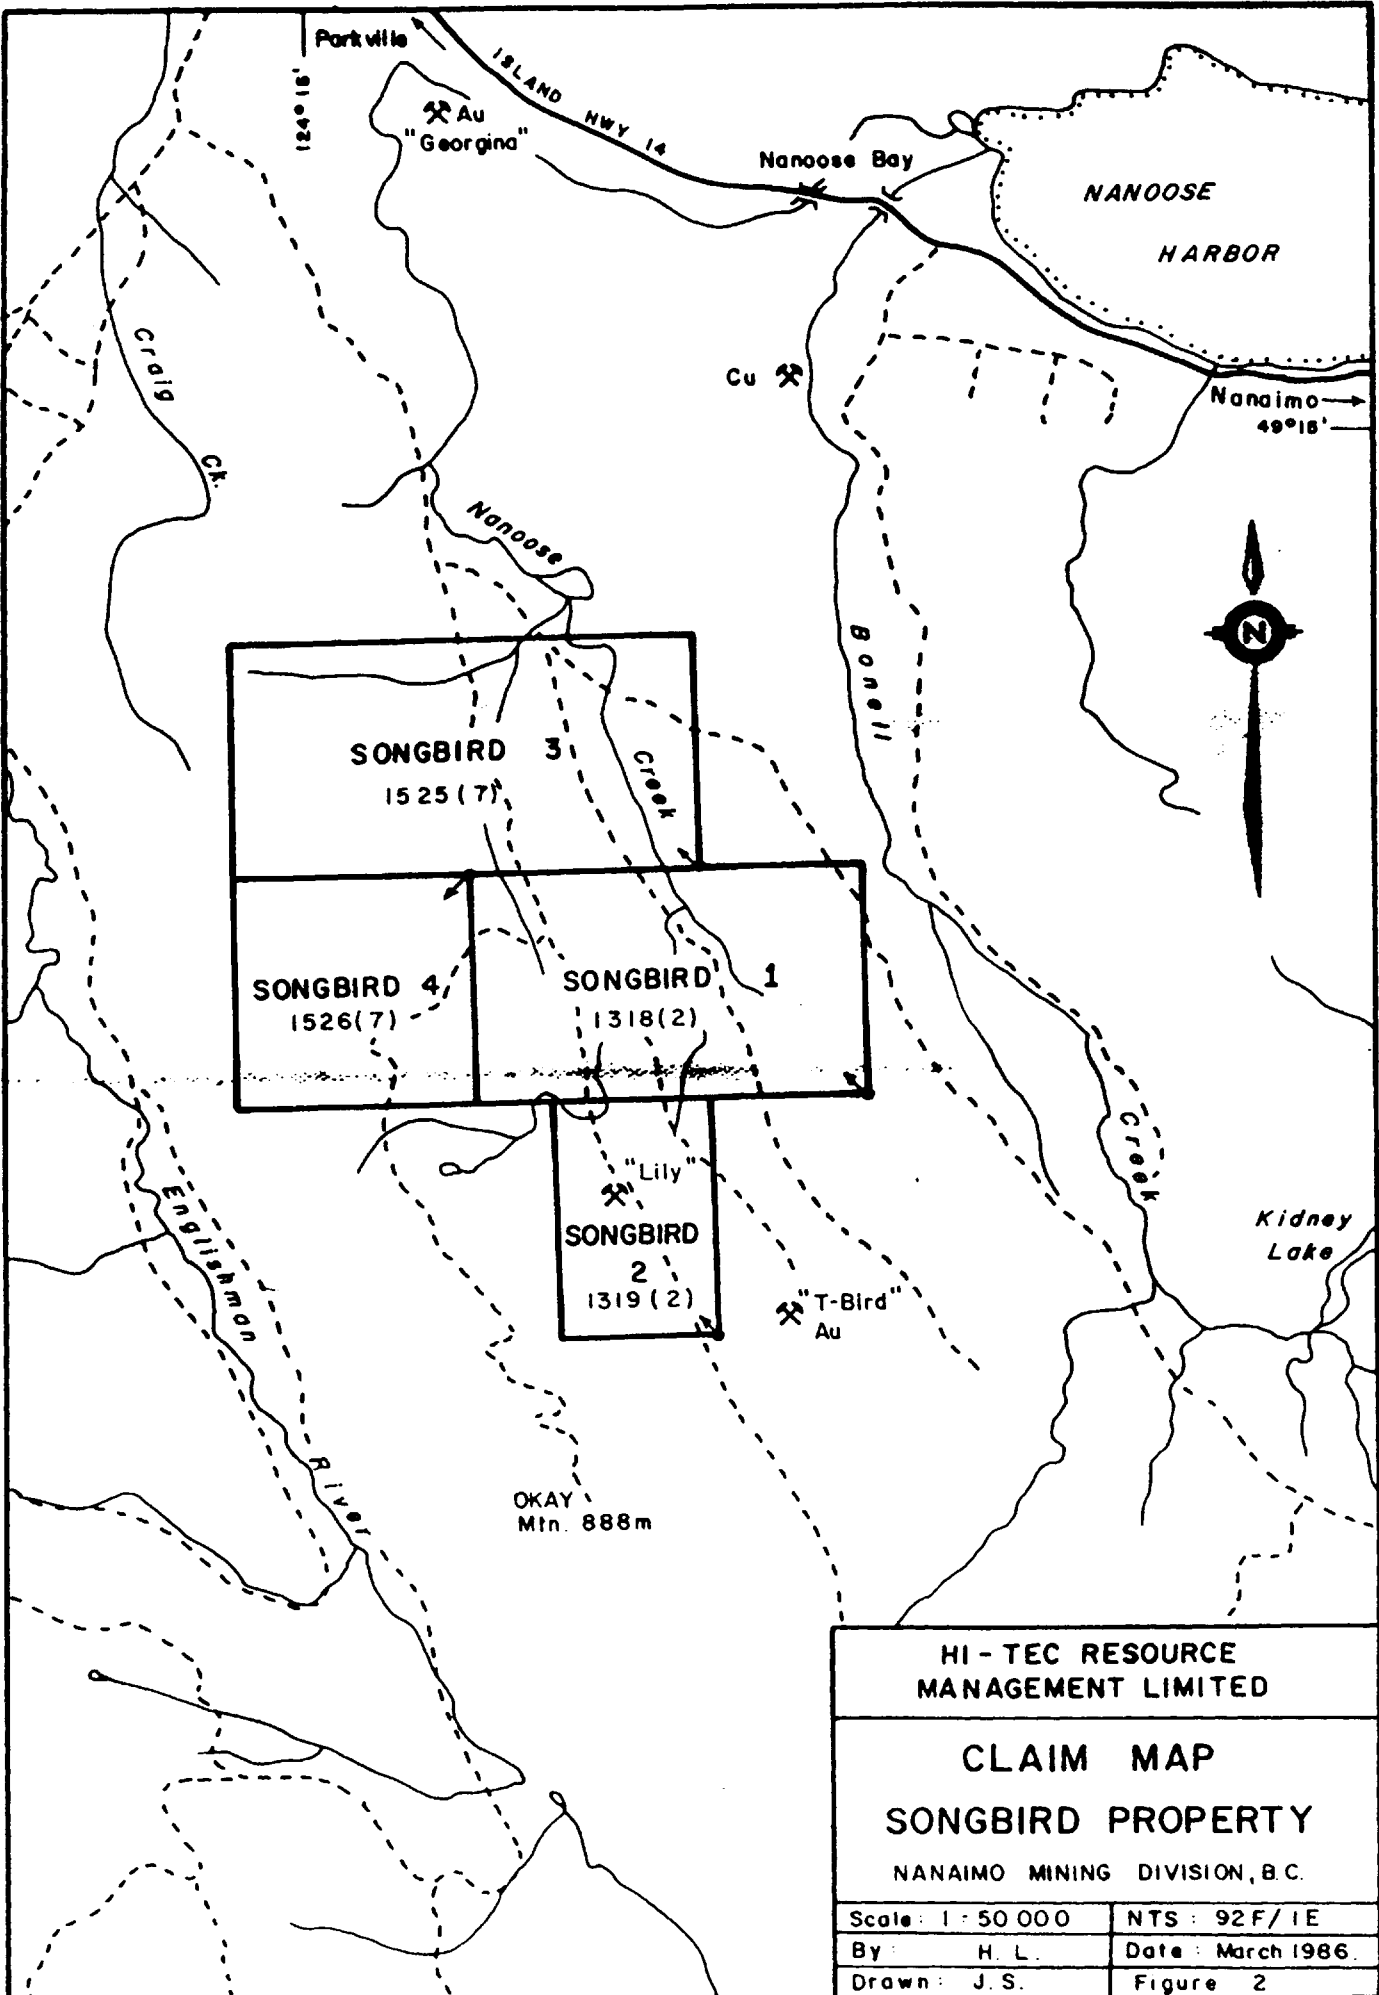 Parkville
ISLAND HWY 14
124°15'
Au
"Georgina"
Nanoose Bay
NANOOSE
HARBOR
Craig Ck.
Cu
Nanaimo
49°15'
Nanoose
N
Bonell
SONGBIRD 3
1525(7)
Creek
SONGBIRD 4
1526(7)
SONGBIRD 1
1318(2)
Creek
"Lily"
Englishman
SONGBIRD
2
1319(2)
Kidney
Lake
"T-Bird"
Au
River
OKAY
Mtn. 888m
HI-TEC RESOURCE
MANAGEMENT LIMITED
CLAIM MAP
SONGBIRD PROPERTY
NANAIMO MINING DIVISION, B.C.
Scale: 1:50 000 NTS: 92F/1E
By: H. L. Date: March 1986.
Drawn: J.S. Figure 2